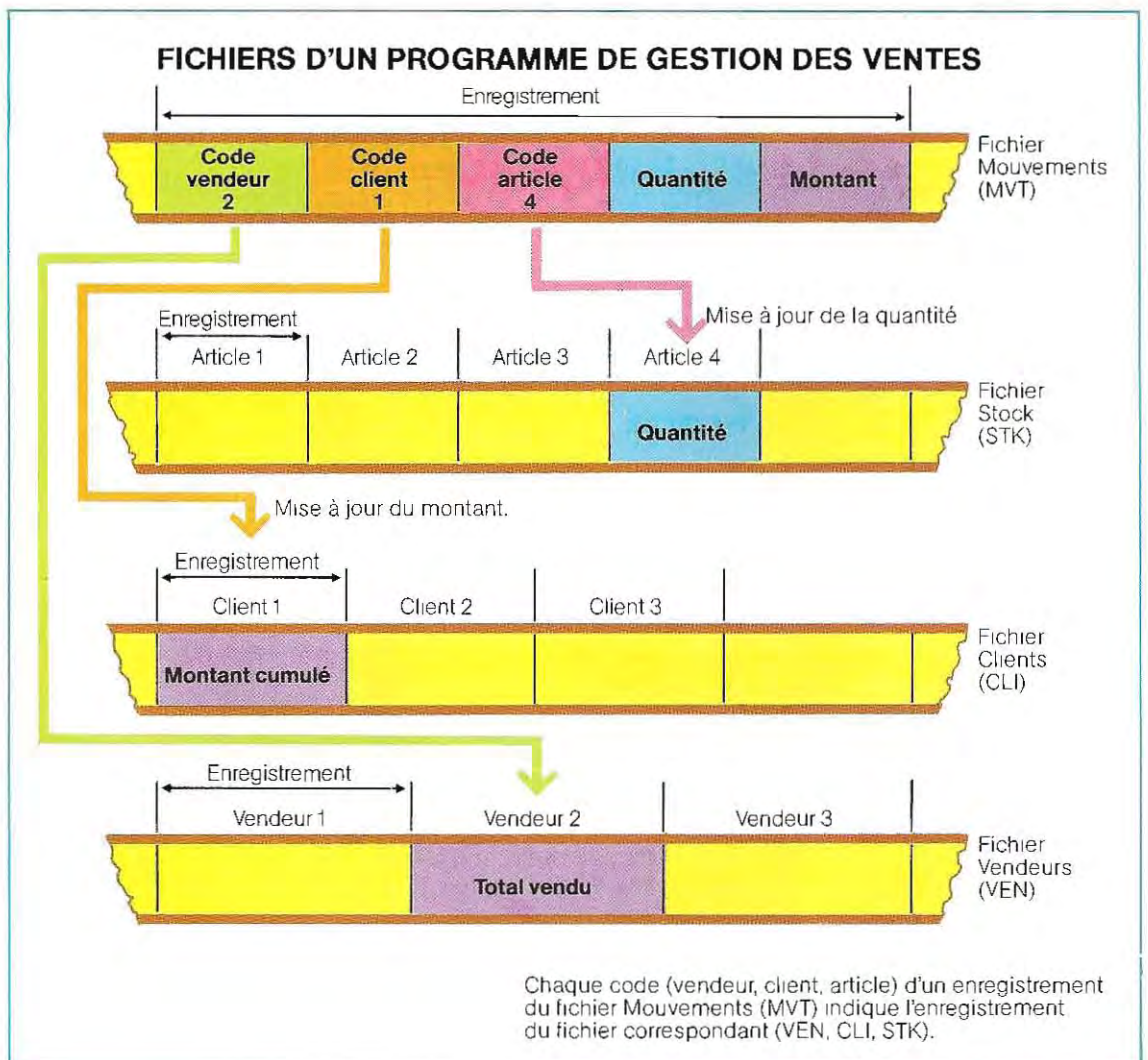 FICHIERS D'UN PROGRAMME DE GESTION DES VENTES
Enregistrement
Code
vendeur
2
Code
client
1
Code
article
4
Quantité
Montant
Fichier
Mouvements
(MVT)
Mise à jour de la quantité
Enregistrement
Article 1
Article 2
Article 3
Article 4
Quantité
Fichier
Stock
(STK)
Mise à jour du montant.
Enregistrement
Client 1
Client 2
Client 3
Montant cumulé
Fichier
Clients
(CLI)
Enregistrement
Vendeur 1
Vendeur 2
Vendeur 3
Total vendu
Fichier
Vendeurs
(VEN)
Chaque code (vendeur, client, article) d'un enregistrement
du fichier Mouvements (MVT) indique l'enregistrement
du fichier correspondant (VEN, CLI, STK).